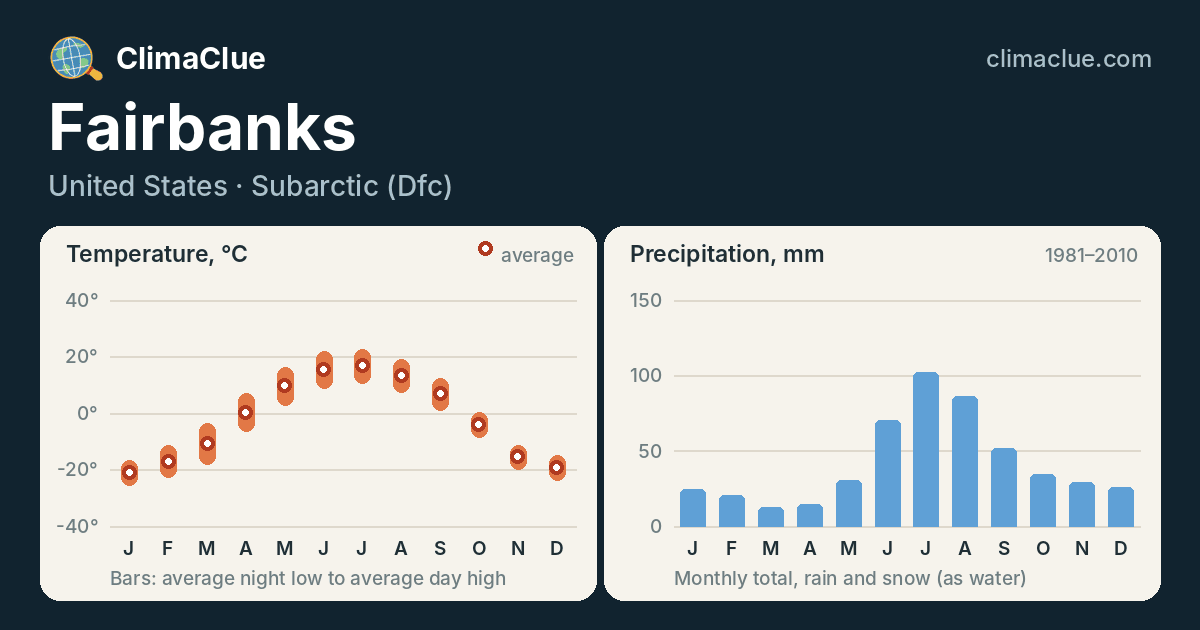 ClimaClue
climaclue.com
Fairbanks
United States · Subarctic (Dfc)
Temperature, °C
average
40°
20°
0°
-20°
-40°
J F M A M J J A S O N D
Bars: average night low to average day high
Precipitation, mm
1981–2010
150
100
50
0
J F M A M J J A S O N D
Monthly total, rain and snow (as water)